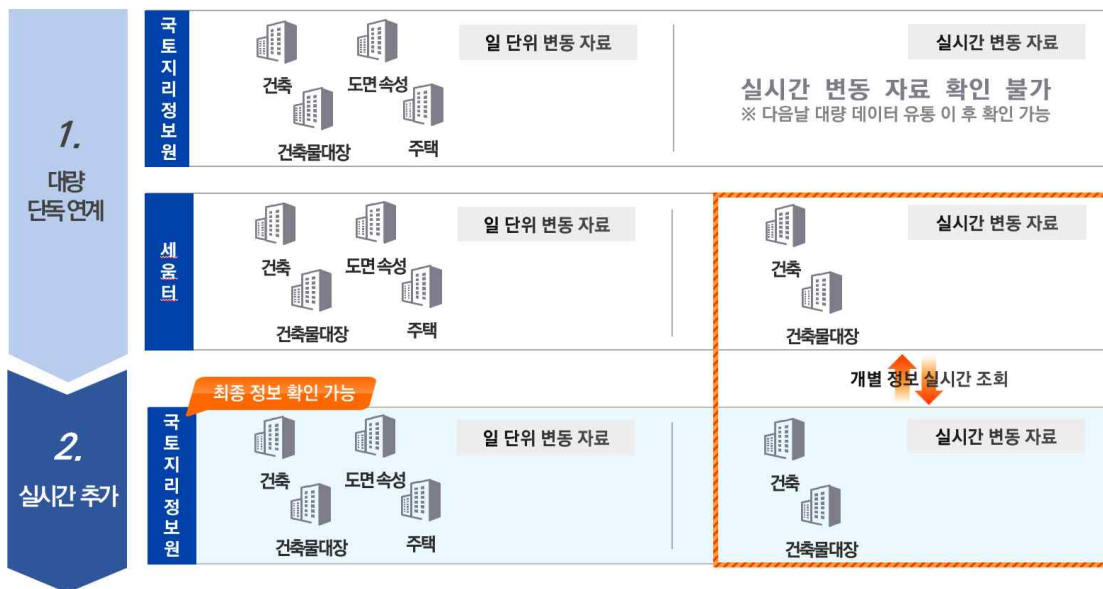 1.
대량
단독 연계
국토지리정보원
일 단위 변동 자료
실시간 변동 자료
건축
도면 속성
건축물대장
주택
실시간 변동 자료 확인 불가
※ 다음날 대량 데이터 유통 이 후 확인 가능
세움터
일 단위 변동 자료
실시간 변동 자료
건축
도면 속성
건축물대장
주택
건축
건축물대장
개별 정보 실시간 조회
2.
실시간 추가
최종 정보 확인 가능
국토지리정보원
일 단위 변동 자료
실시간 변동 자료
건축
도면 속성
건축물대장
주택
건축
건축물대장